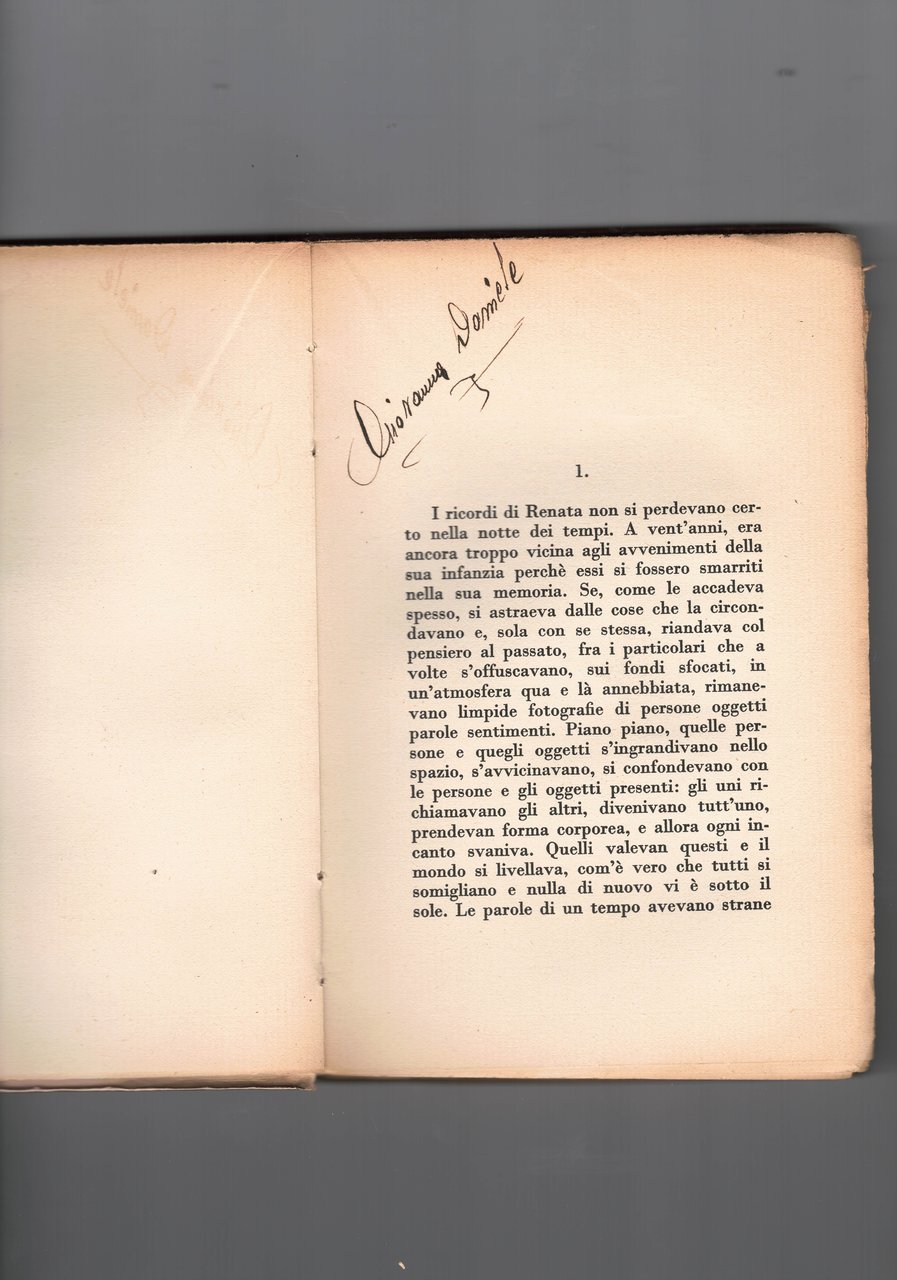 Giovanna Daniele
1.
I ricordi di Renata non si perdevano cer-
to nella notte dei tempi. A vent'anni, era
ancora troppo vicina agli avvenimenti della
sua infanzia perchè essi si fossero smarriti
nella sua memoria. Se, come le accadeva
spesso, si astraeva dalle cose che la circon-
davano e, sola con se stessa, riandava col
pensiero al passato, fra i particolari che a
volte s'offuscavano, sui fondi sfocati, in
un'atmosfera qua e là annebbiata, rimane-
vano limpide fotografie di persone oggetti
parole sentimenti. Piano piano, quelle per-
sone e quegli oggetti s'ingrandivano nello
spazio, s'avvicinavano, si confondevano con
le persone e gli oggetti presenti: gli uni ri-
chiamavano gli altri, divenivano tutt'uno,
prendevan forma corporea, e allora ogni in-
canto svaniva. Quelli valevan questi e il
mondo si livellava, com'è vero che tutti si
somigliano e nulla di nuovo vi è sotto il
sole. Le parole di un tempo avevano strane